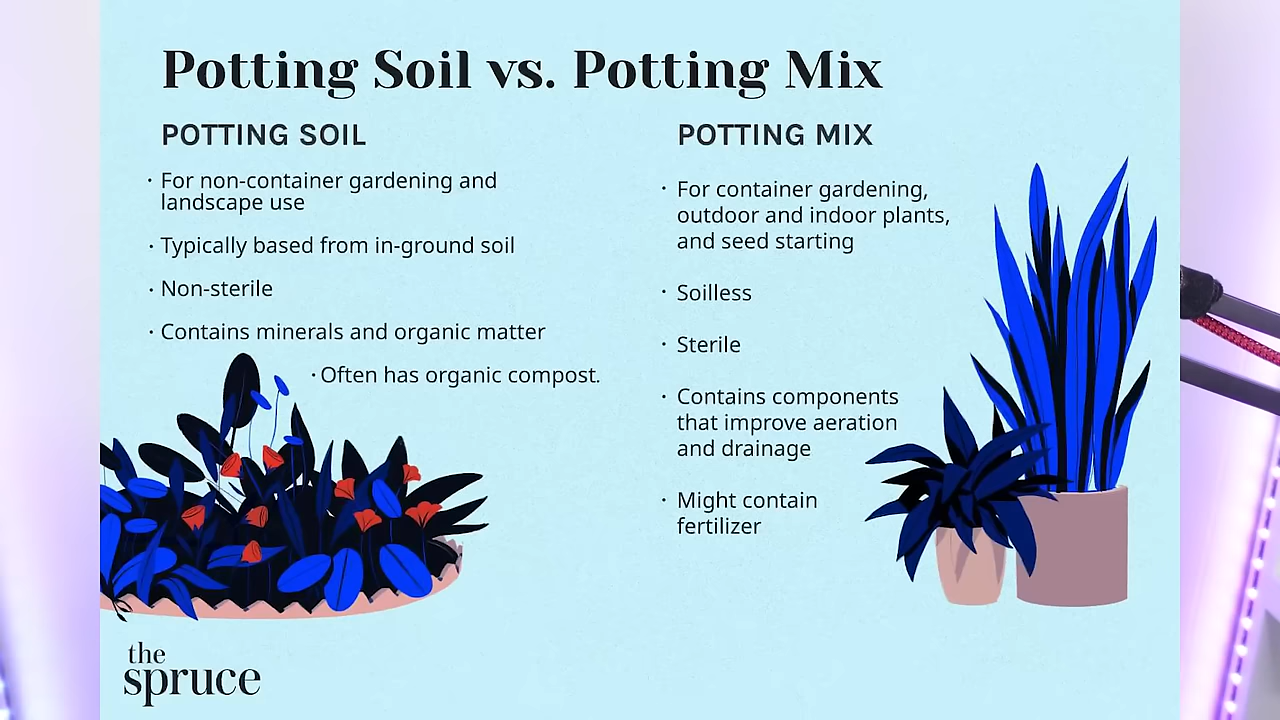 Potting Soil vs. Potting Mix
POTTING SOIL
· For non-container gardening and
landscape use
· Typically based from in-ground soil
· Non-sterile
· Contains minerals and organic matter
· Often has organic compost.
POTTING MIX
· For container gardening,
outdoor and indoor plants,
and seed starting
· Soilless
· Sterile
· Contains components
that improve aeration
and drainage
· Might contain
fertilizer
the
spruce